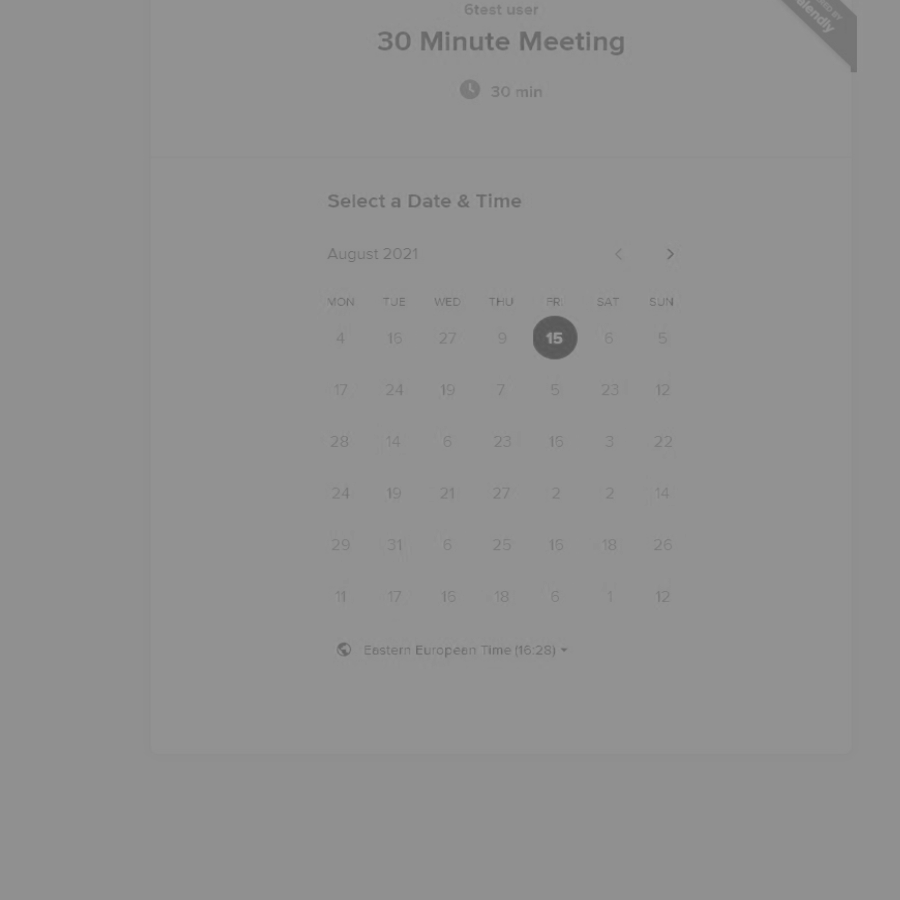 6test user
30 Minute Meeting
30 min
Select a Date & Time
August 2021
MON TUE WED THU FRI SAT SUN
4 16 27 9 15 6 5
17 24 19 7 5 23 12
28 14 6 23 16 3 22
24 19 21 27 2 2 14
29 31 6 25 16 18 26
11 17 16 18 6 1 12
Eastern European Time (16:28)